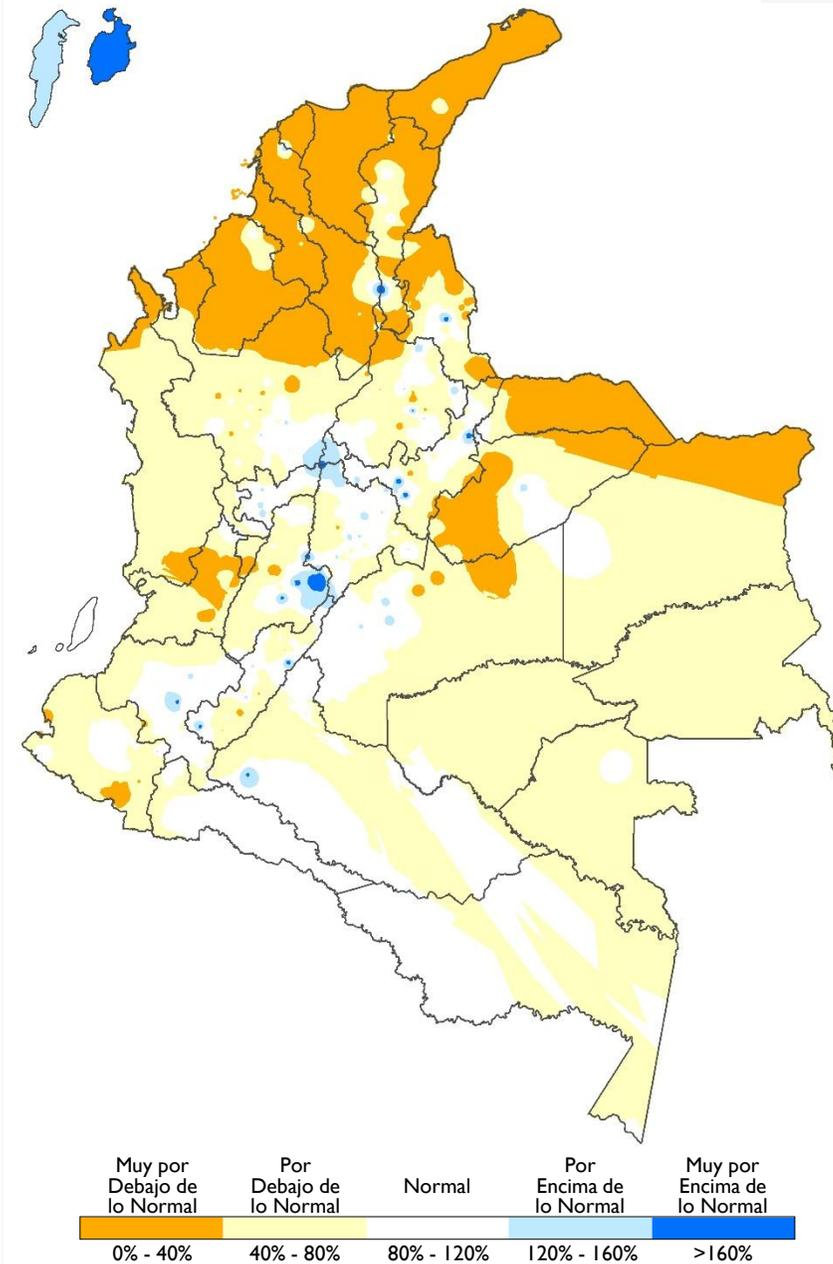 Muy por
Debajo de
lo Normal
Por
Debajo de
lo Normal
Normal
Por
Encima de
lo Normal
Muy por
Encima de
lo Normal
0% - 40%
40% - 80%
80% - 120%
120% - 160%
>160%